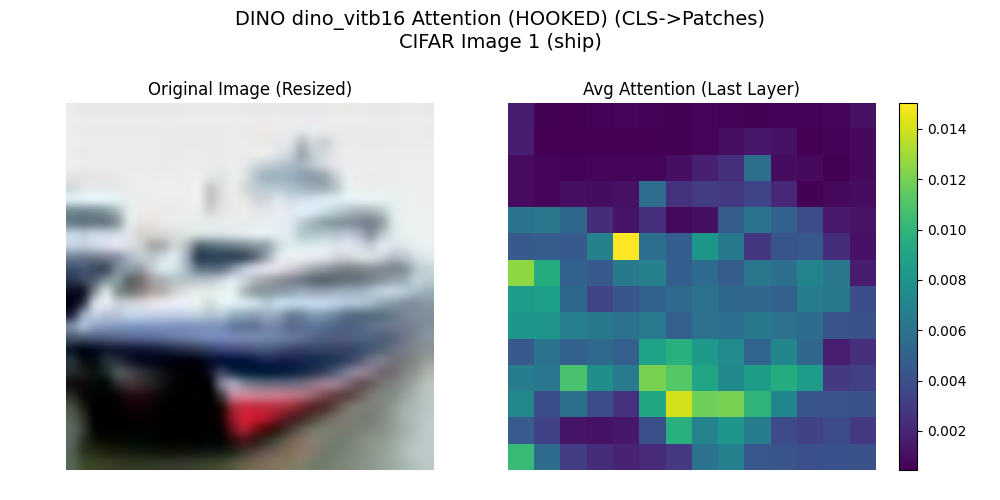 DINO dino_vitb16 Attention (HOOKED) (CLS->Patches)
CIFAR Image 1 (ship)
Original Image (Resized)
Avg Attention (Last Layer)
0.014
0.012
0.010
0.008
0.006
0.004
0.002